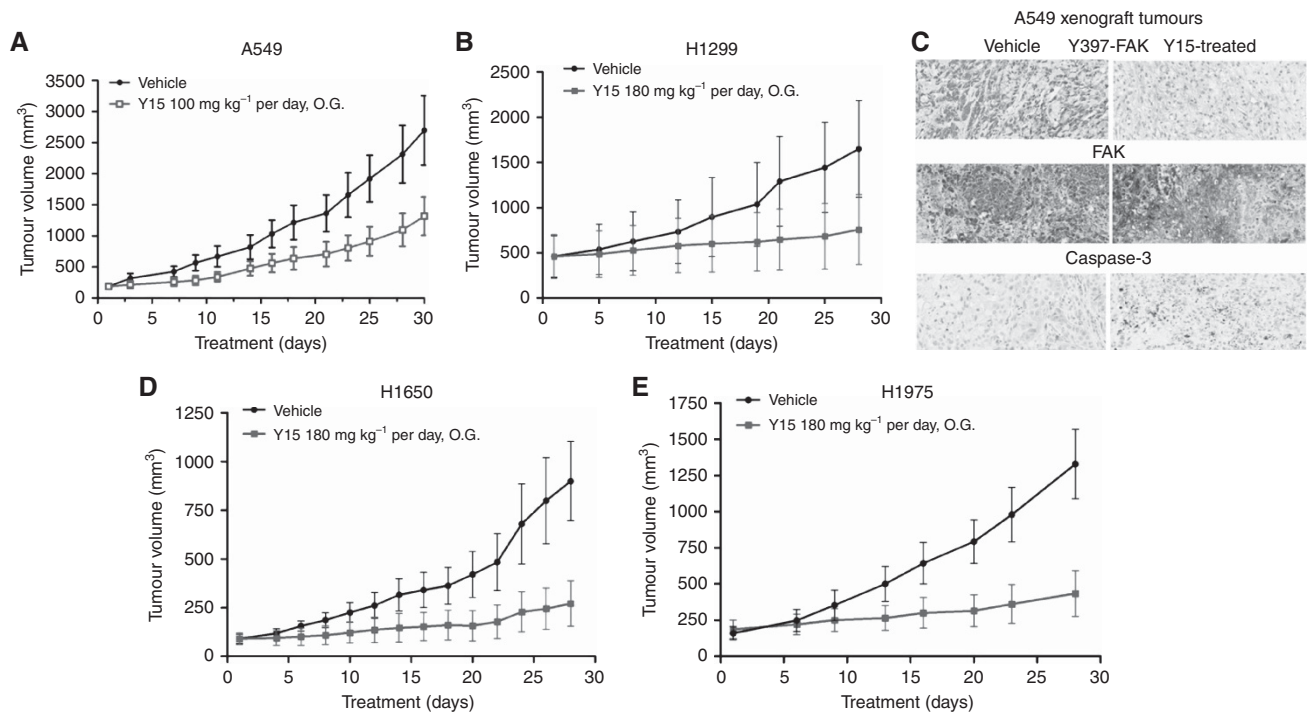 A
A549
Vehicle
Y15 100 mg kg⁻¹ per day, O.G.
Tumour volume (mm³)
3500
3000
2500
2000
1500
1000
500
0
0 5 10 15 20 25 30
Treatment (days)
B
H1299
Vehicle
Y15 180 mg kg⁻¹ per day, O.G.
Tumour volume (mm³)
2500
2000
1500
1000
500
0
0 5 10 15 20 25 30
Treatment (days)
C
A549 xenograft tumours
Vehicle Y397-FAK Y15-treated
FAK
Caspase-3
D
H1650
Vehicle
Y15 180 mg kg⁻¹ per day, O.G.
Tumour volume (mm³)
1250
1000
750
500
250
0
0 5 10 15 20 25 30
Treatment (days)
E
H1975
Vehicle
Y15 180 mg kg⁻¹ per day, O.G.
Tumour volume (mm³)
1750
1500
1250
1000
750
500
250
0
0 5 10 15 20 25 30
Treatment (days)